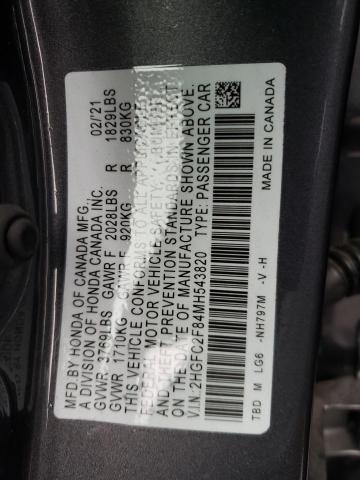 MFD.BY HONDA OF CANADA MFG. 02/'21
A DIVISION OF HONDA CANADA INC.
GVWR 3769LBS GAWR F 2028LBS R 1829LBS
GVWR 1710KG GAWR F 920KG R 830KG
THIS VEHICLE CONFORMS TO ALL APPLICABLE
FEDERAL MOTOR VEHICLE SAFETY,
AND THEFT PREVENTION STANDARDS IN EFFECT
ON THE DATE OF MANUFACTURE SHOWN ABOVE.
V.I.N.:2HGFC2F84MH543820 TYPE: PASSENGER CAR
TBD M LG6 -NH797M -V -H MADE IN CANADA